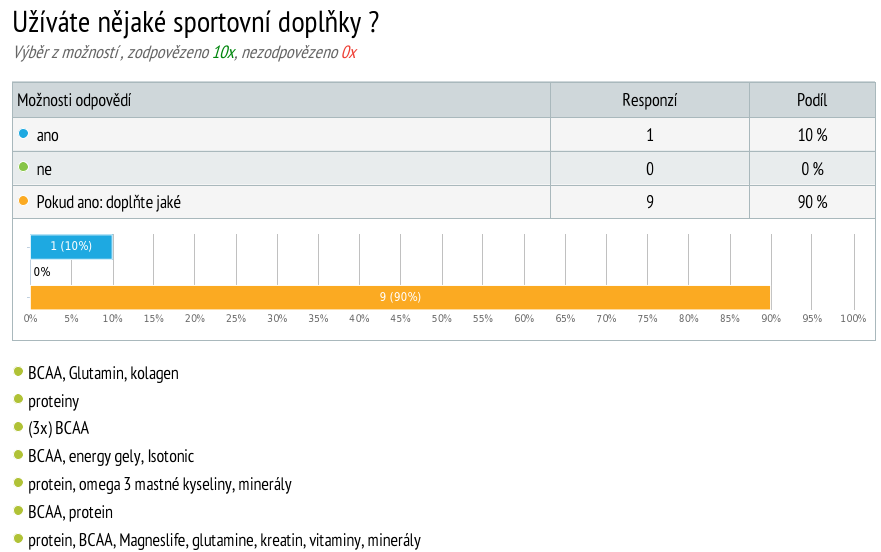 Užíváte nějaké sportovní doplňky ?
Výběr z možností , zodpovězeno 10x, nezodpovězeno 0x
Možnosti odpovědí Responzí Podíl
ano 1 10 %
ne 0 0 %
Pokud ano: doplňte jaké 9 90 %
1 (10%)
0%
9 (90%)
0% 5% 10% 15% 20% 25% 30% 35% 40% 45% 50% 55% 60% 65% 70% 75% 80% 85% 90% 95% 100%
BCAA, Glutamin, kolagen
proteiny
(3x) BCAA
BCAA, energy gely, Isotonic
protein, omega 3 mastné kyseliny, minerály
BCAA, protein
protein, BCAA, Magneslife, glutamine, kreatin, vitaminy, minerály